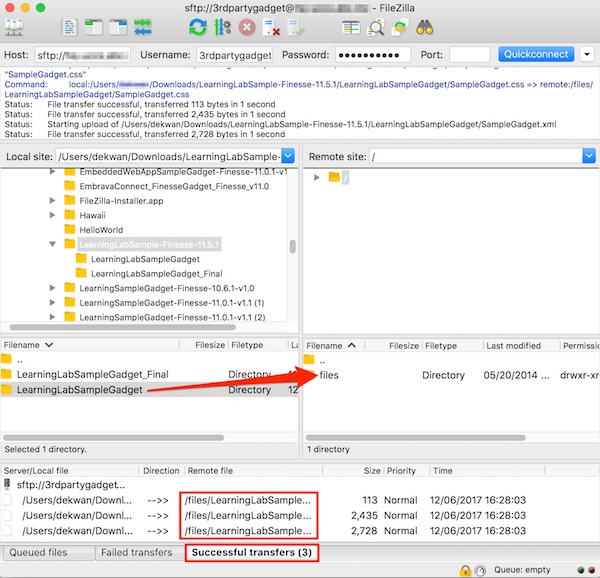 sftp://3rdpartygadget@ - FileZilla
Host: sftp:// Username: 3rdpartygadget Password: ●●●●●●●●●● Port: Quickconnect
"SampleGadget.css"
Command: local:/Users/ /Downloads/LearningLabSample-Finesse-11.5.1/LearningLabSampleGadget/SampleGadget.css => remote:/files/
LearningLabSampleGadget/SampleGadget.css
Status: File transfer successful, transferred 113 bytes in 1 second
Status: File transfer successful, transferred 2,435 bytes in 1 second
Status: Starting upload of /Users/dekwan/Downloads/LearningLabSample-Finesse-11.5.1/LearningLabSampleGadget/SampleGadget.xml
Status: File transfer successful, transferred 2,728 bytes in 1 second
Local site: /Users/dekwan/Downloads/LearningLabSample- Remote site: /
EmbeddedWebAppSampleGadget-Finesse-11.0.1-v1
EmbravaConnect_FinesseGadget_Finesse_v11.0
FileZilla-Installer.app
Hawaii
HelloWorld
LearningLabSample-Finesse-11.5.1
LearningLabSampleGadget
LearningLabSampleGadget_Final
LearningSampleGadget-Finesse-10.6.1-v1.0
LearningSampleGadget-Finesse-11.0.1-v1.1 (1)
LearningSampleGadget-Finesse-11.0.1-v1.1 (2)
/
Filename Filesize Filetype La
..
LearningLabSampleGadget_Final Directory 1
LearningLabSampleGadget Directory 12
Selected 1 directory.
Filename Filesize Filetype Last modified Permission
..
files Directory 05/20/2014 ... drwxr-xr
1 directory
Server/Local file Direction Remote file Size Priority Time
sftp://3rdpartygadget...
/Users/dekwan/Downl... -->> /files/LearningLabSample... 113 Normal 12/06/2017 16:28:03
/Users/dekwan/Downl... -->> /files/LearningLabSample... 2,435 Normal 12/06/2017 16:28:03
/Users/dekwan/Downl... -->> /files/LearningLabSample... 2,728 Normal 12/06/2017 16:28:03
Queued files Failed transfers Successful transfers (3)
Queue: empty